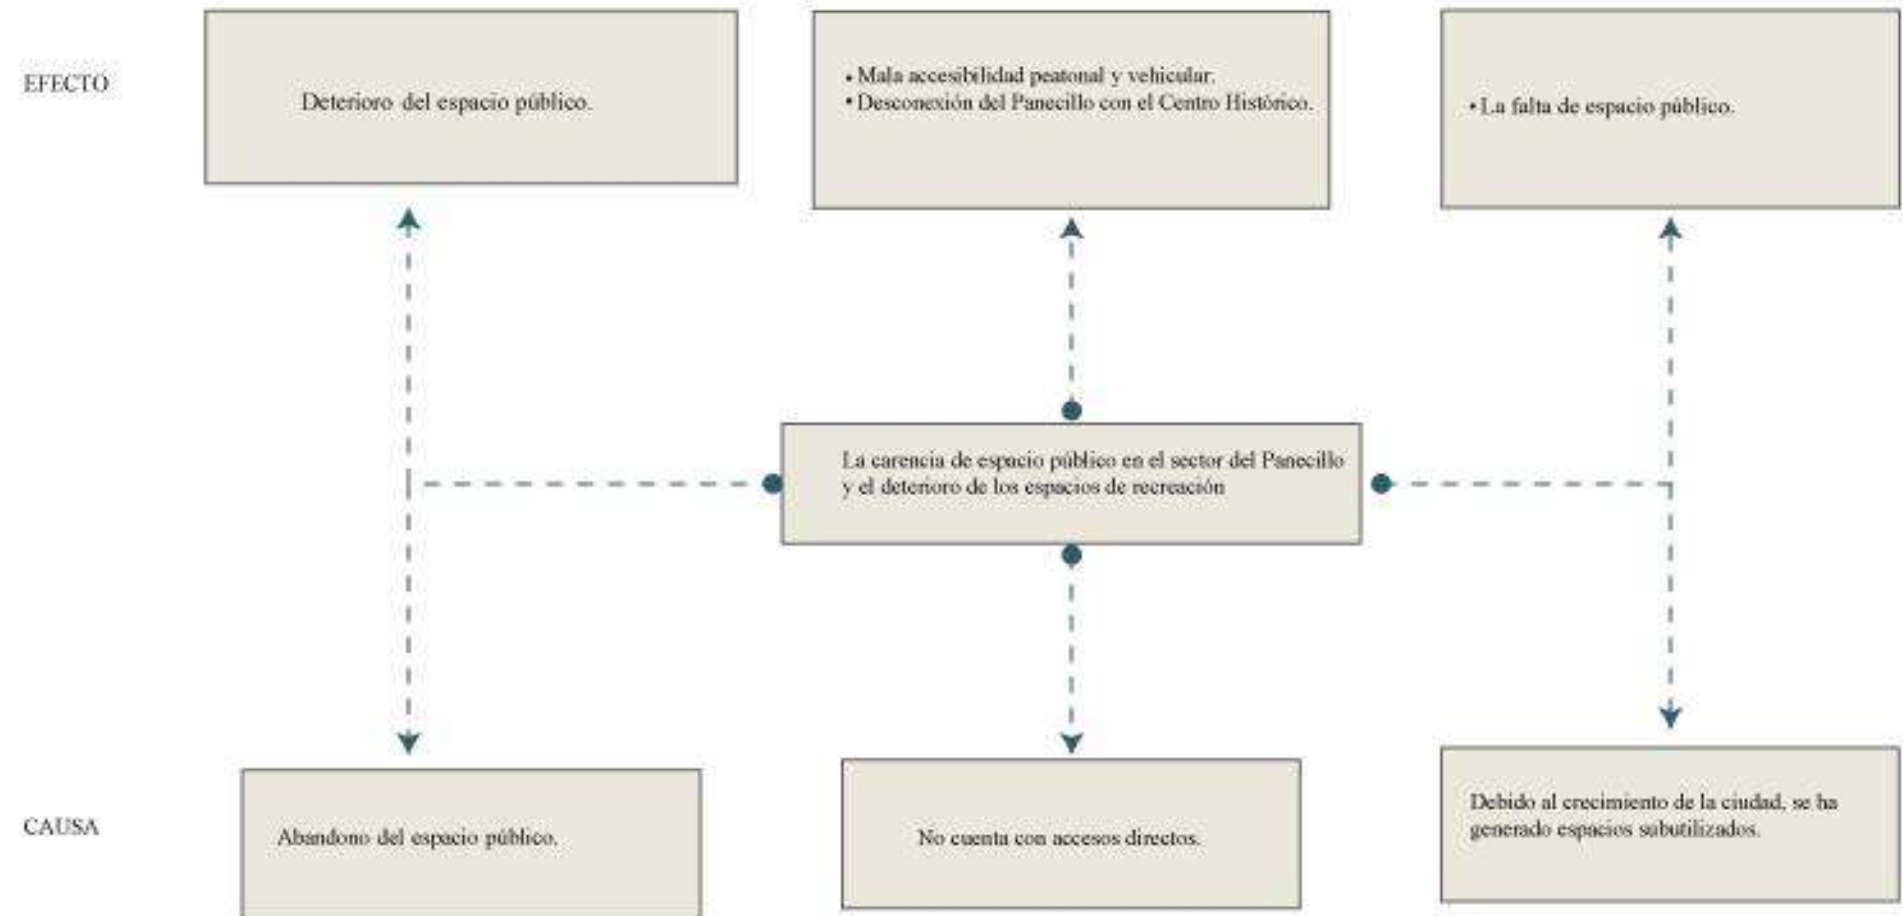 EFECTO
Deterioro del espacio público.
• Mala accesibilidad peatonal y vehicular.
• Desconexión del Panecillo con el Centro Histórico.
• La falta de espacio público.
La carencia de espacio público en el sector del Panecillo
y el deterioro de los espacios de recreación
CAUSA
Abandono del espacio público.
No cuenta con accesos directos.
Debido al crecimiento de la ciudad, se ha
generado espacios subutilizados.